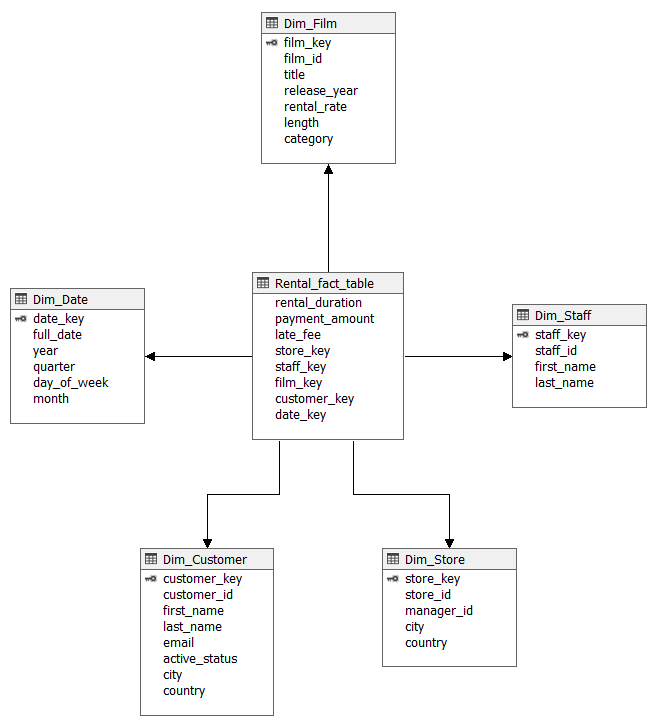 Dim_Film
film_key
film_id
title
release_year
rental_rate
length
category
Rental_fact_table
rental_duration
payment_amount
late_fee
store_key
staff_key
film_key
customer_key
date_key
Dim_Date
date_key
full_date
year
quarter
day_of_week
month
Dim_Staff
staff_key
staff_id
first_name
last_name
Dim_Customer
customer_key
customer_id
first_name
last_name
email
active_status
city
country
Dim_Store
store_key
store_id
manager_id
city
country